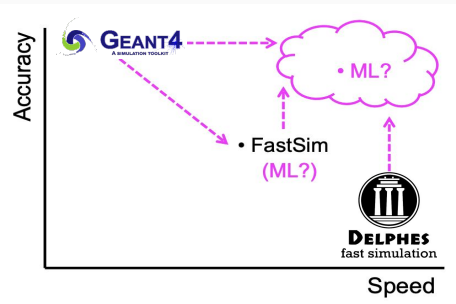 Accuracy
GEANT4
A SIMULATION TOOLKIT
• ML?
• FastSim
(ML?)
DELPHES
fast simulation
Speed